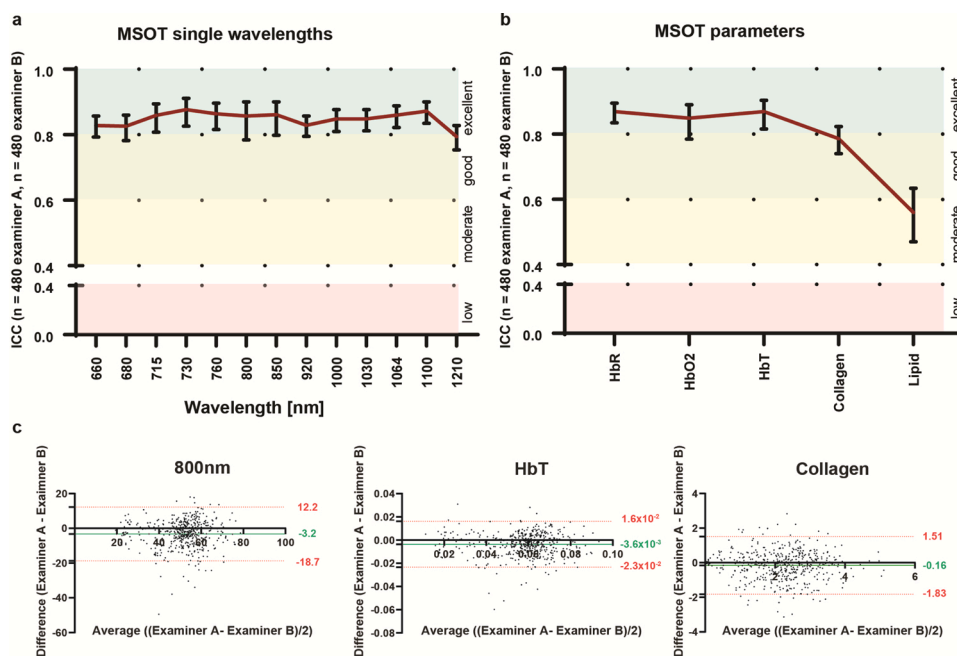 a
MSOT single wavelengths
ICC (n = 480 examiner A, n = 480 examiner B)
1.0
0.8
0.6
0.4
0.4
0.0
excellent
good
moderate
low
660
680
715
730
760
800
850
920
1000
1030
1064
1100
1210
Wavelength [nm]
b
MSOT parameters
ICC (n = 480 examiner A, n = 480 examiner B)
1.0
0.8
0.6
0.4
0.4
0.0
excellent
good
moderate
low
HbR
HbO2
HbT
Collagen
Lipid
c
800nm
Difference (Examiner A - Exaimner B)
20
0
-20
-40
-60
20 40 60 80 100
12.2
-3.2
-18.7
Average ((Examiner A- Examiner B)/2)
HbT
Difference (Examiner A - Exaimner B)
0.04
0.02
0.00
-0.02
-0.04
-0.06
-0.08
0.02 0.04 0.06 0.08 0.10
1.6x10⁻²
-3.6x10⁻³
-2.3x10⁻²
Average ((Examiner A- Examiner B)/2)
Collagen
Difference (Examiner A - Exaimner B)
4
2
0
-2
-4
2 4 6
1.51
-0.16
-1.83
Average ((Examiner A- Examiner B)/2)